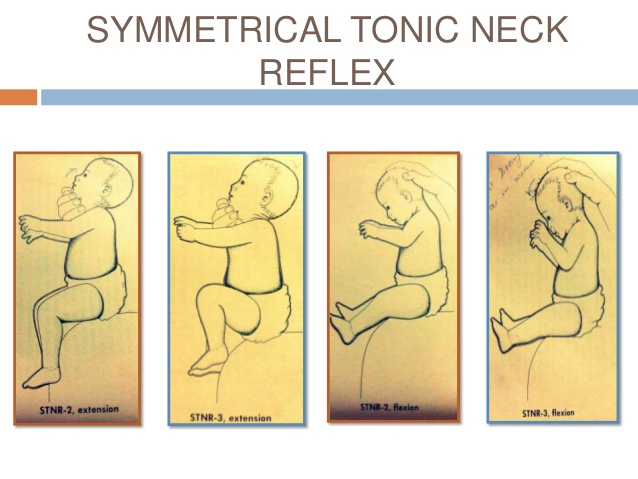 SYMMETRICAL TONIC NECK
REFLEX
STNR-2, extension
STNR-3, extension
STNR-2, flexion
STNR-3, flexion